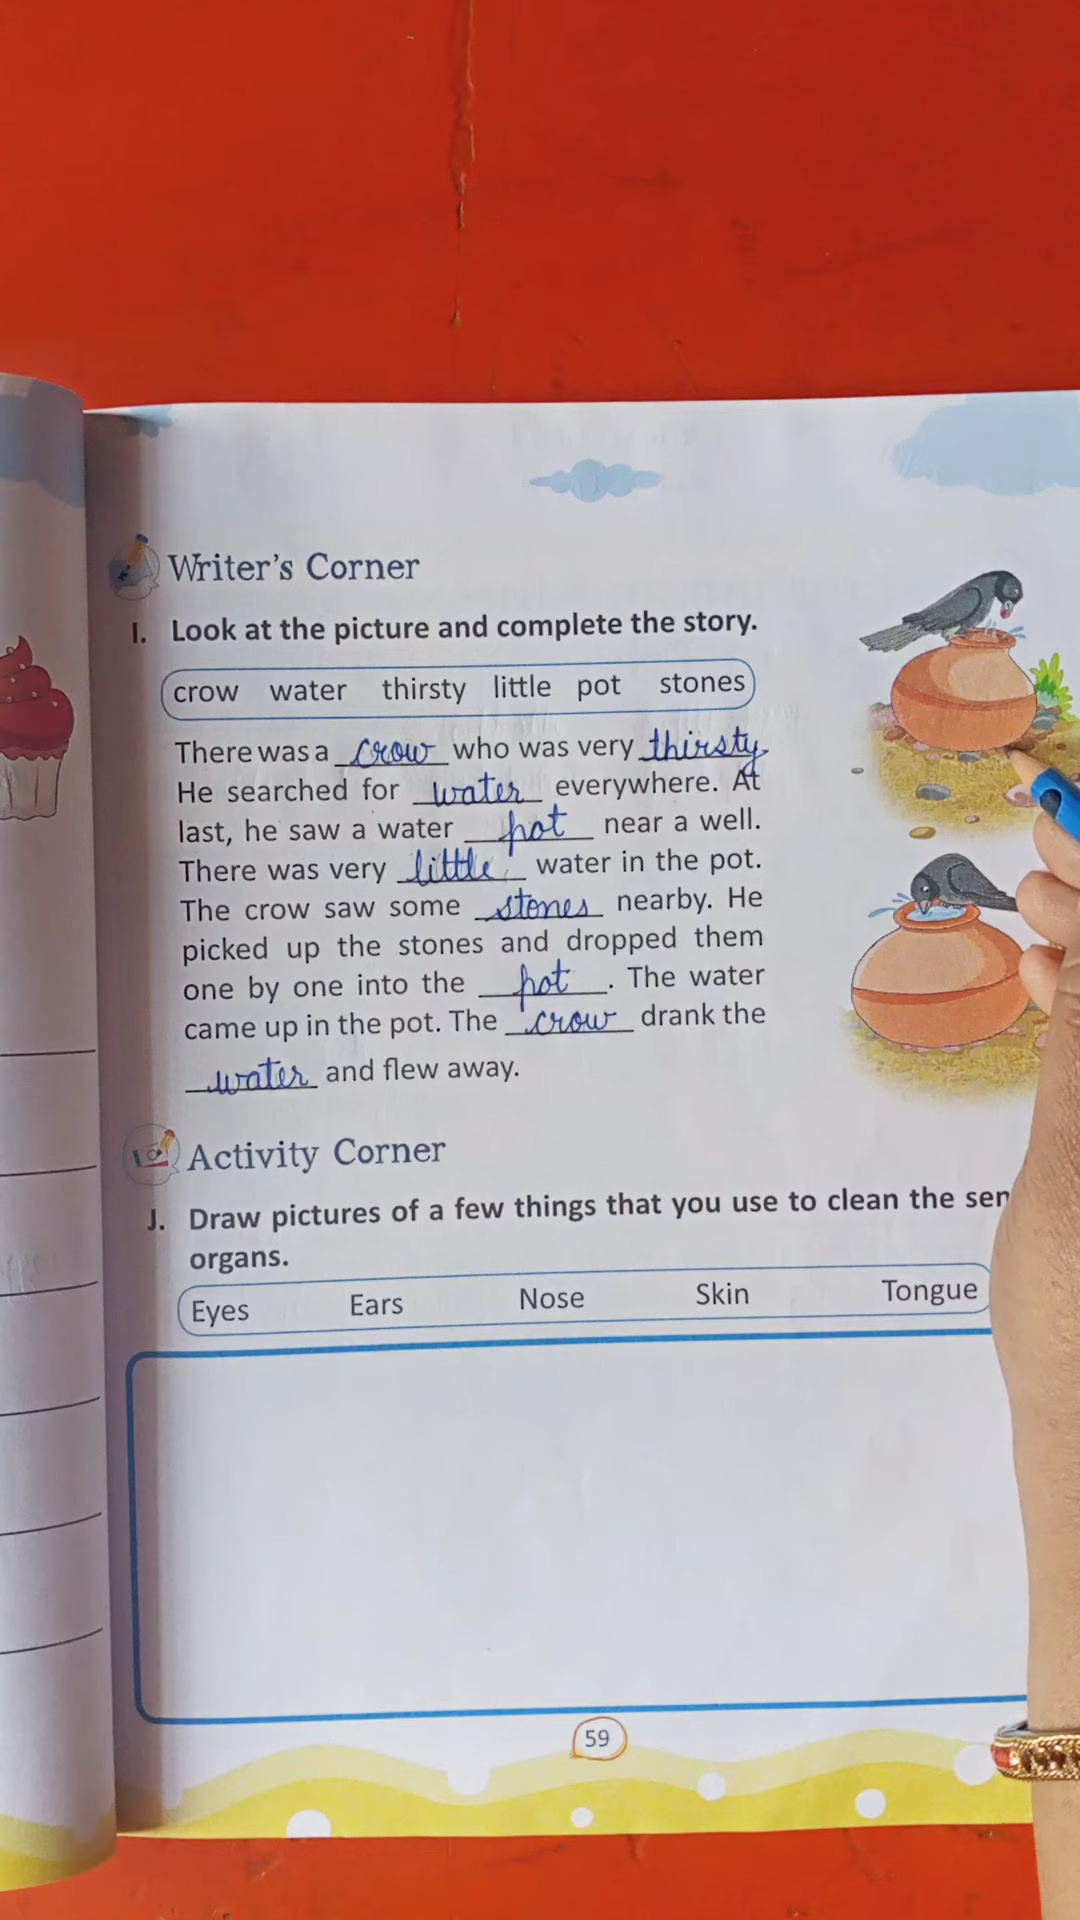 Writer's Corner
I. Look at the picture and complete the story.
crow water thirsty little pot stones
There was a crow who was very thirsty.
He searched for water everywhere. At
last, he saw a water pot near a well.
There was very little water in the pot.
The crow saw some stones nearby. He
picked up the stones and dropped them
one by one into the pot. The water
came up in the pot. The crow drank the
water and flew away.
Activity Corner
J. Draw pictures of a few things that you use to clean the sen
organs.
Eyes Ears Nose Skin Tongue
59